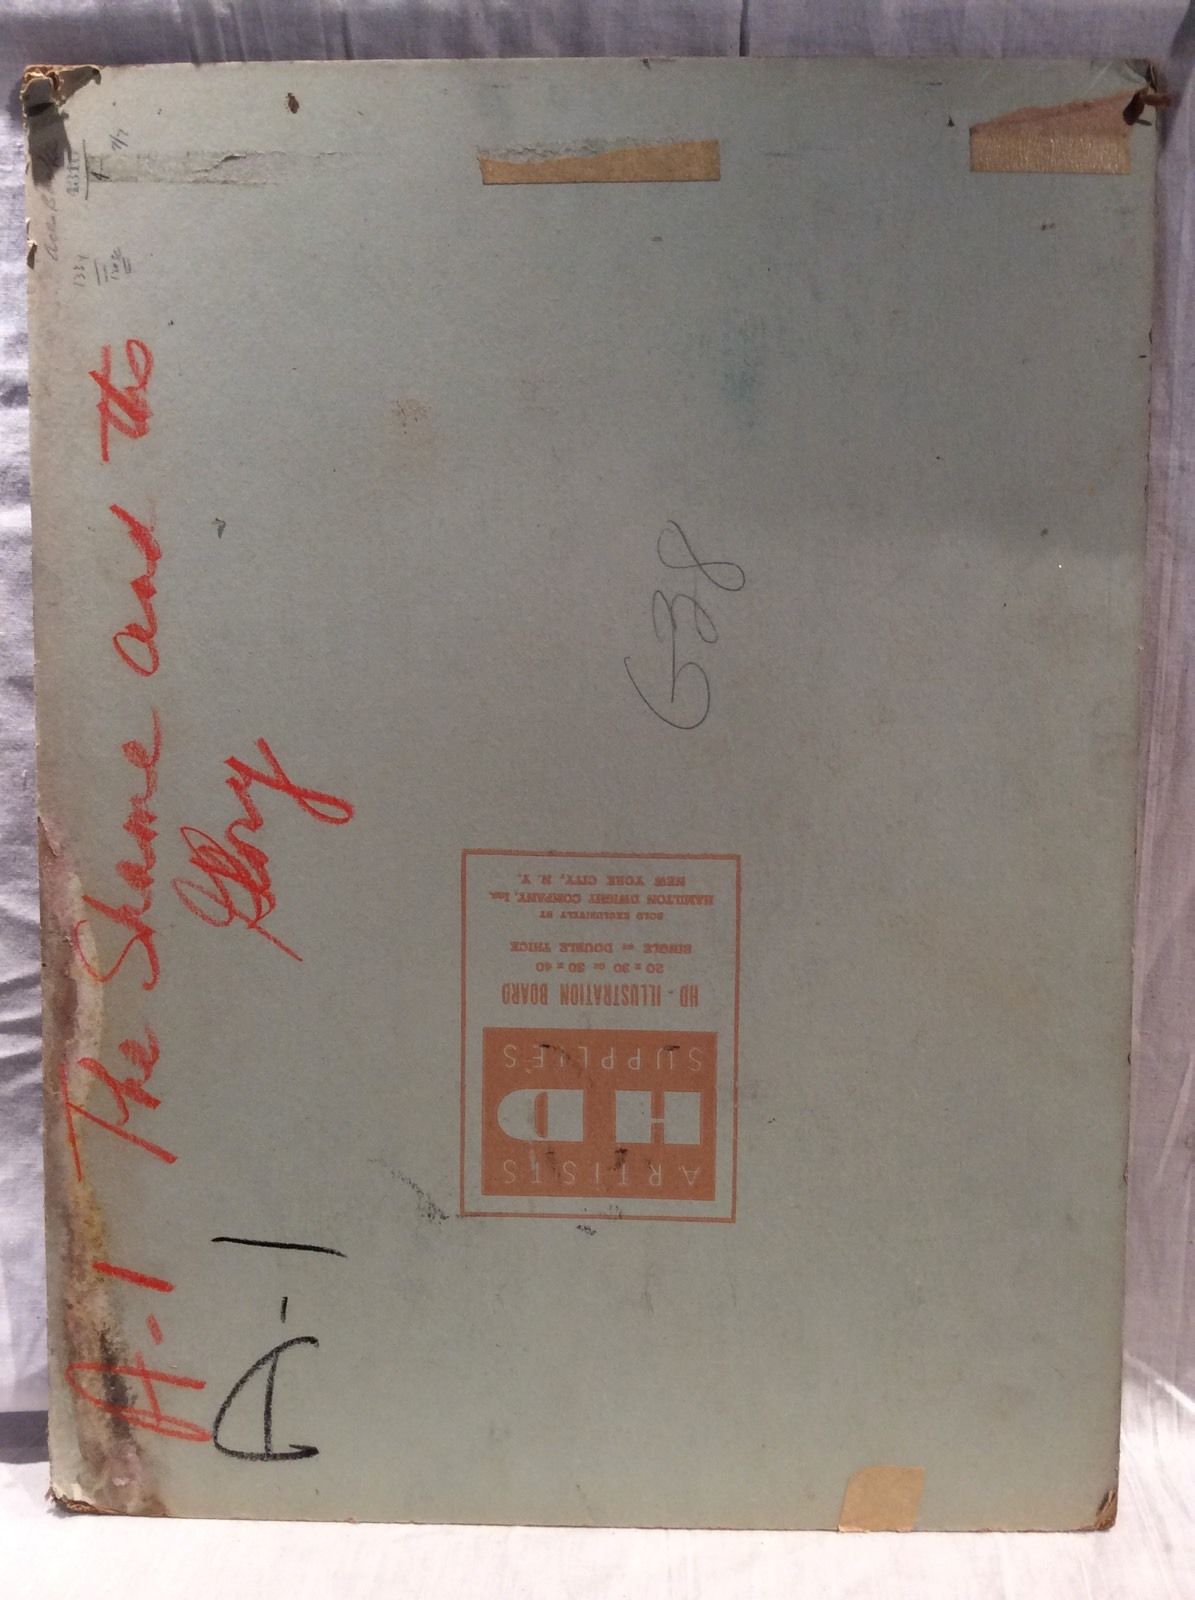 A-1 The Shame and the
Glory
A-1
638
ARTISTS
HD
SUPPLIES
HD - ILLUSTRATION BOARD
20 x 30 OR 30 x 40
SINGLE OR DOUBLE THICK
SOLD EXCLUSIVELY BY
HAMILTON DWIGHT COMPANY, Inc.
NEW YORK CITY, N. Y.